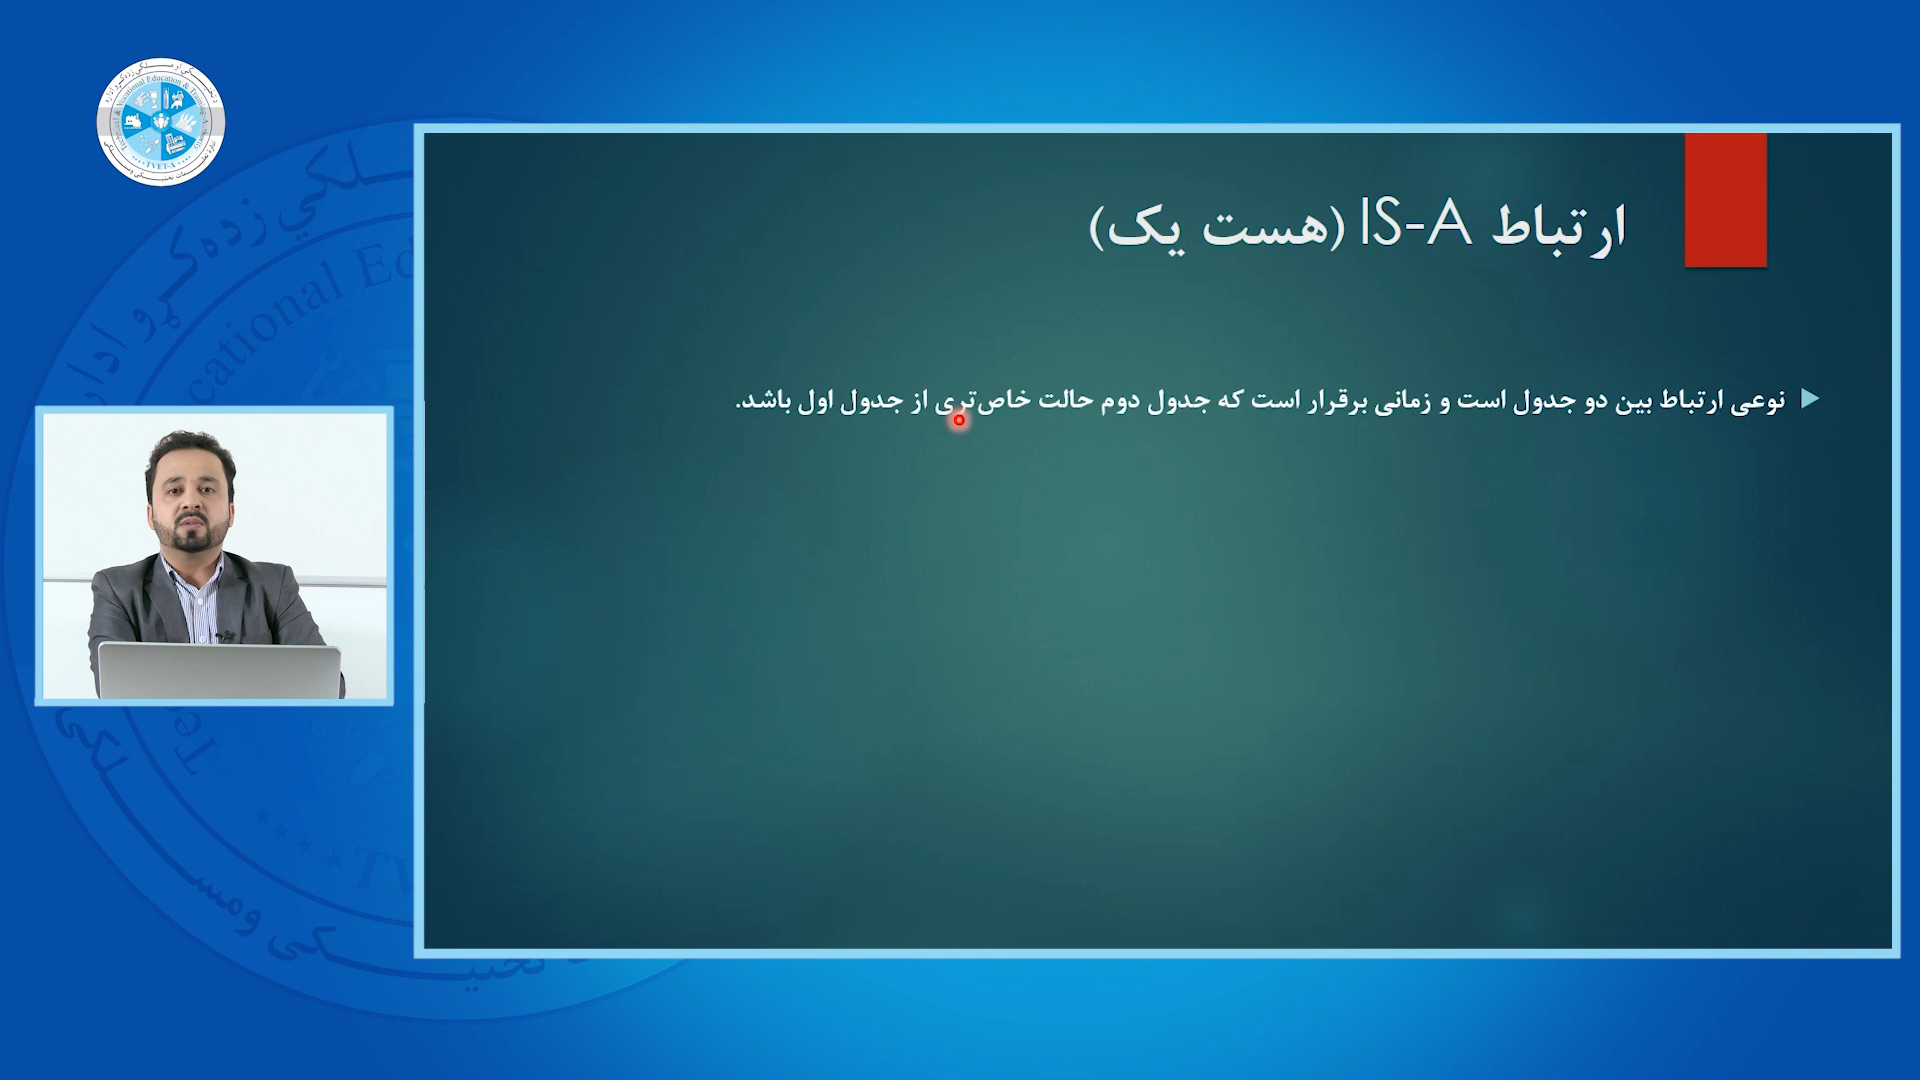 ارتباط IS-A (هست یک)
نوعی ارتباط بین دو جدول است و زمانی برقرار است که جدول دوم حالت خاص‌تری از جدول اول باشد.
TVET-A